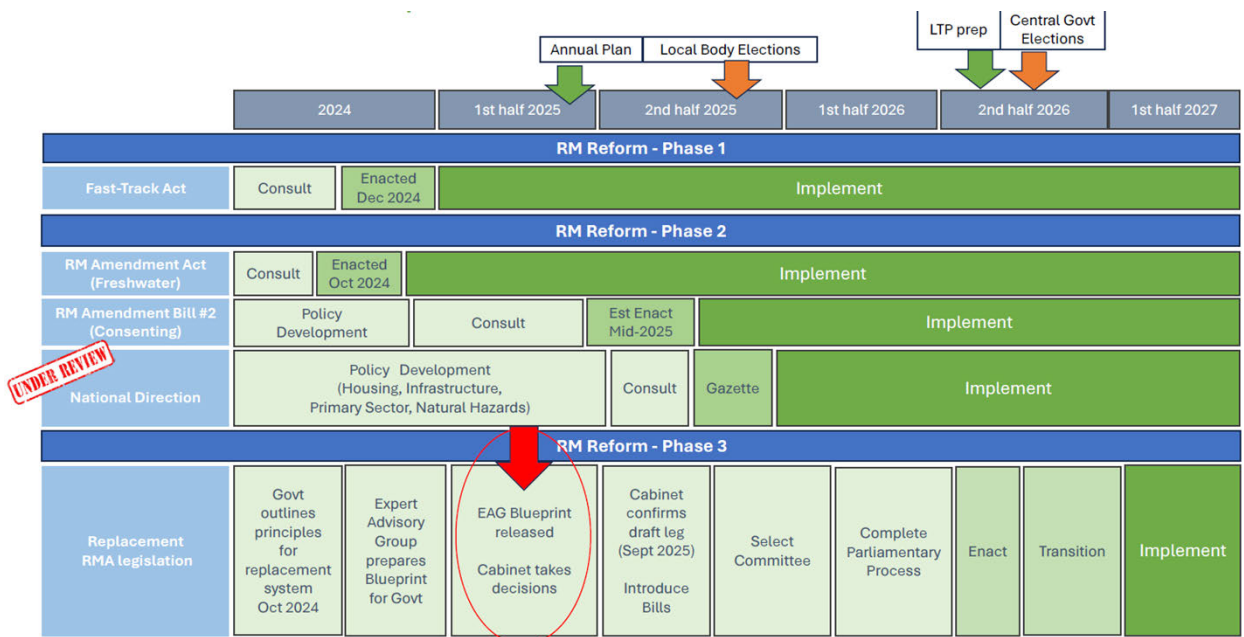 Annual Plan
Local Body Elections
LTP prep
Central Govt
Elections
2024
1st half 2025
2nd half 2025
1st half 2026
2nd half 2026
1st half 2027
RM Reform - Phase 1
Fast-Track Act
Consult
Enacted
Dec 2024
Implement
RM Reform - Phase 2
RM Amendment Act
(Freshwater)
Consult
Enacted
Oct 2024
Implement
RM Amendment Bill #2
(Consenting)
Policy
Development
Consult
Est Enact
Mid-2025
Implement
UNDER REVIEW
National Direction
Policy Development
(Housing, Infrastructure,
Primary Sector, Natural Hazards)
Consult
Gazette
Implement
RM Reform - Phase 3
Replacement
RMA legislation
Govt
outlines
principles
for
replacement
system
Oct 2024
Expert
Advisory
Group
prepares
Blueprint
for Govt
EAG Blueprint
released
Cabinet takes
decisions
Cabinet
confirms
draft leg
(Sept 2025)
Introduce
Bills
Select
Committee
Complete
Parliamentary
Process
Enact
Transition
Implement